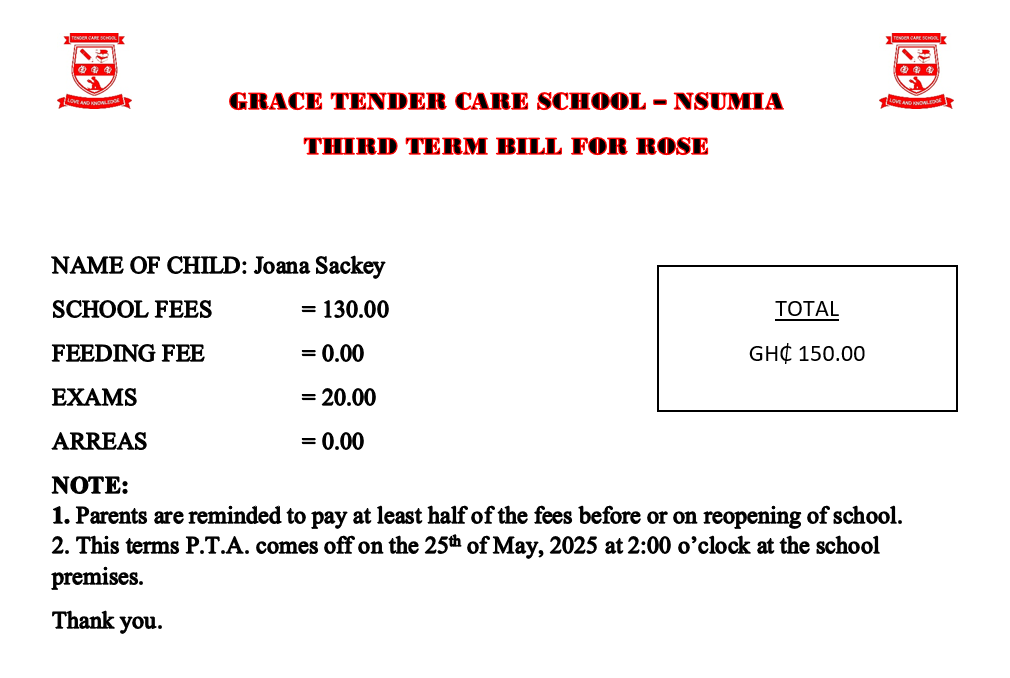 TENDER CARE SCHOOL
LOVE AND KNOWLEDGE
TENDER CARE SCHOOL
LOVE AND KNOWLEDGE
GRACE TENDER CARE SCHOOL – NSUMIA
THIRD TERM BILL FOR ROSE
NAME OF CHILD: Joana Sackey
SCHOOL FEES = 130.00
FEEDING FEE = 0.00
EXAMS = 20.00
ARREAS = 0.00
TOTAL
GH₵ 150.00
NOTE:
1. Parents are reminded to pay at least half of the fees before or on reopening of school.
2. This terms P.T.A. comes off on the 25th of May, 2025 at 2:00 o’clock at the school
premises.
Thank you.